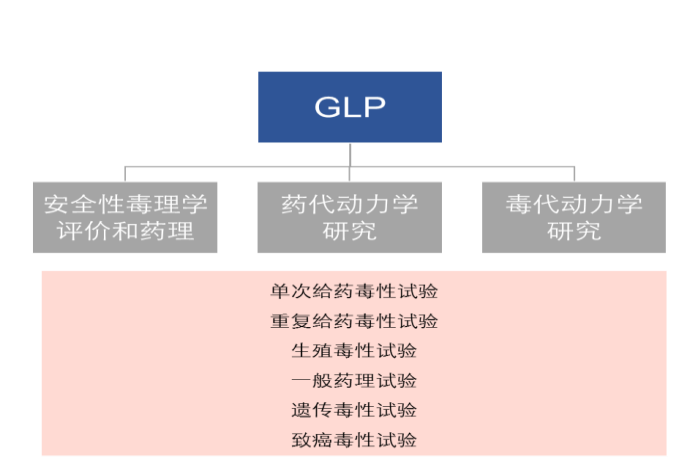 GLP
安全性毒理学
评价和药理
药代动力学
研究
毒代动力学
研究
单次给药毒性试验
重复给药毒性试验
生殖毒性试验
一般药理试验
遗传毒性试验
致癌毒性试验